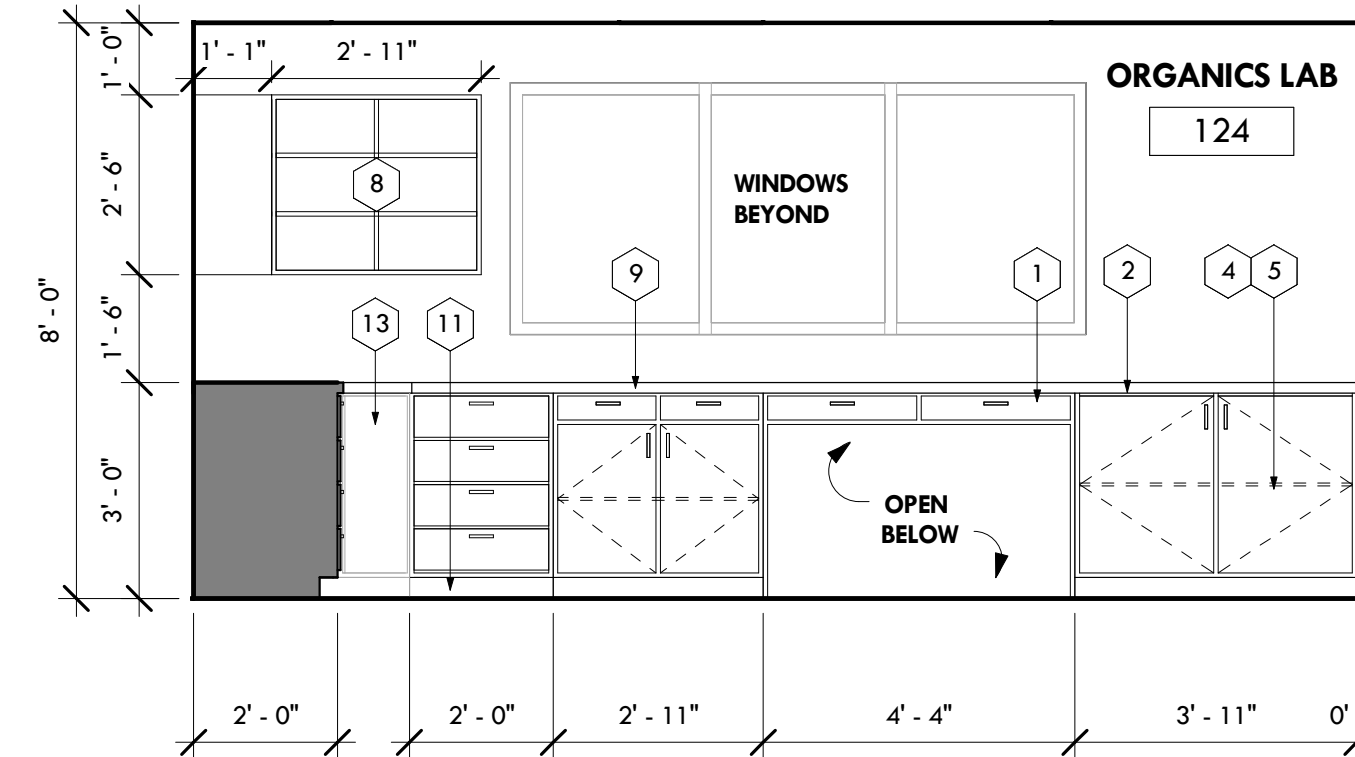 1' - 1"
2' - 11"
1' - 0"
ORGANICS LAB
124
2' - 6"
8
WINDOWS
BEYOND
8' - 0"
1' - 6"
9
1
2
4
5
13
11
3' - 0"
OPEN
BELOW
2' - 0"
2' - 0"
2' - 11"
4' - 4"
3' - 11"
0'